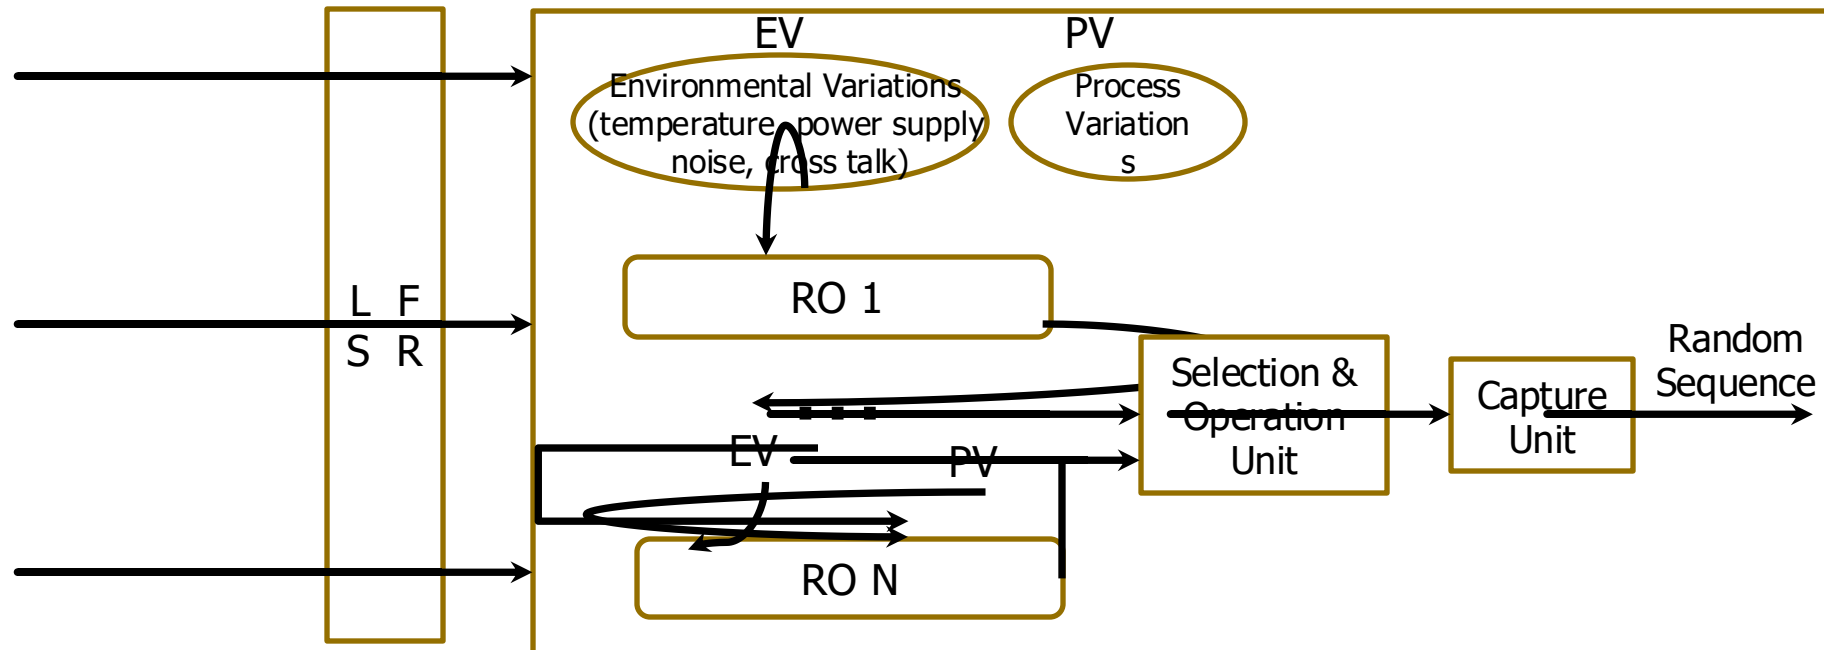 EV
PV
Environmental Variations
(temperature, power supply
noise, cross talk)
Process
Variation
s
RO 1
L F
S R
Selection &
Operation
Unit
Capture
Unit
Random
Sequence
EV
PV
RO N